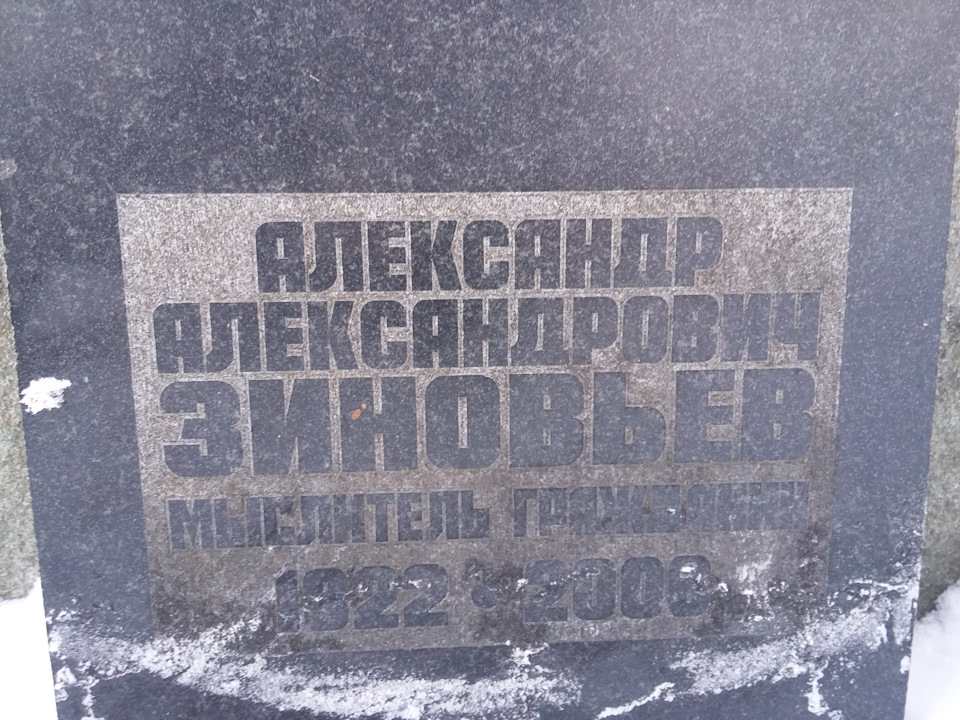 АЛЕКСАНДР
АЛЕКСАНДРОВИЧ
ЗИНОВЬЕВ
МЫСЛИТЕЛЬ ГРАЖДАНИН
1922 • 2006